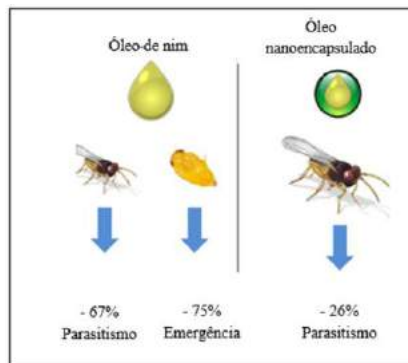 Óleo de nim
Óleo
nanoencapsulado
- 67%
Parasitismo
- 75%
Emergência
- 26%
Parasitismo